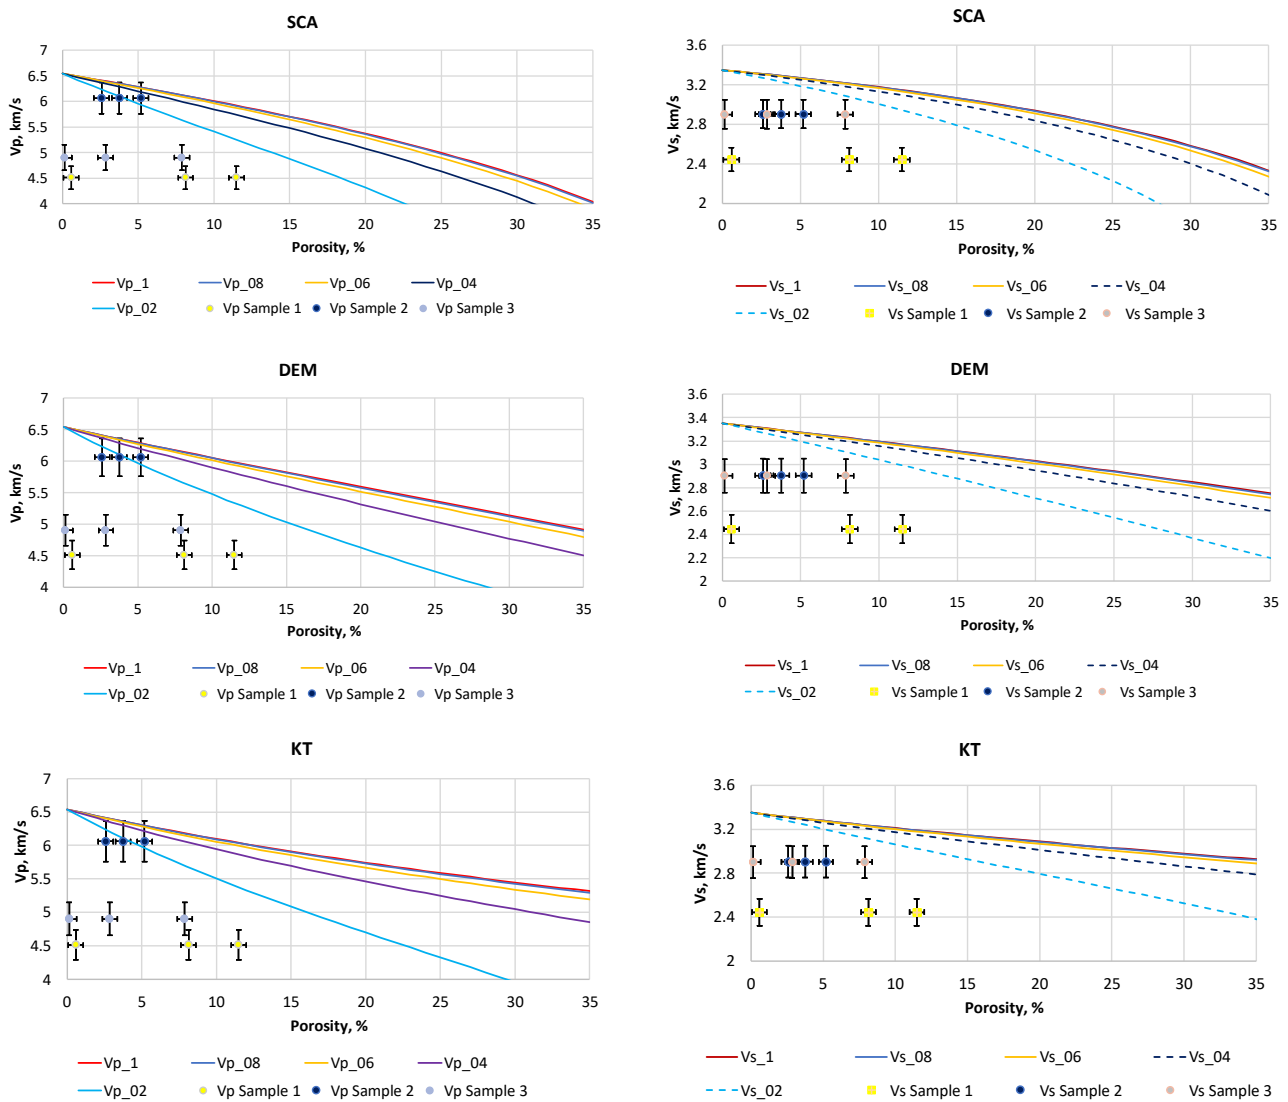 SCA
Vp, km/s
7
6.5
6
5.5
5
4.5
4
0 5 10 15 20 25 30 35
Porosity, %
Vp_1 Vp_08 Vp_06 Vp_04
Vp_02 Vp Sample 1 Vp Sample 2 Vp Sample 3
SCA
Vs, km/s
3.6
3.2
2.8
2.4
2
0 5 10 15 20 25 30 35
Porosity, %
Vs_1 Vs_08 Vs_06 Vs_04
Vs_02 Vs Sample 1 Vs Sample 2 Vs Sample 3
DEM
Vp, km/s
7
6.5
6
5.5
5
4.5
4
0 5 10 15 20 25 30 35
Porosity, %
Vp_1 Vp_08 Vp_06 Vp_04
Vp_02 Vp Sample 1 Vp Sample 2 Vp Sample 3
DEM
Vs, km/s
3.6
3.4
3.2
3
2.8
2.6
2.4
2.2
2
0 5 10 15 20 25 30 35
Porosity, %
Vs_1 Vs_08 Vs_06 Vs_04
Vs_02 Vs Sample 1 Vs Sample 2 Vs Sample 3
KT
Vp, km/s
7
6.5
6
5.5
5
4.5
4
0 5 10 15 20 25 30 35
Porosity, %
Vp_1 Vp_08 Vp_06 Vp_04
Vp_02 Vp Sample 1 Vp Sample 2 Vp Sample 3
KT
Vs, km/s
3.6
3.2
2.8
2.4
2
0 5 10 15 20 25 30 35
Porosity, %
Vs_1 Vs_08 Vs_06 Vs_04
Vs_02 Vs Sample 1 Vs Sample 2 Vs Sample 3